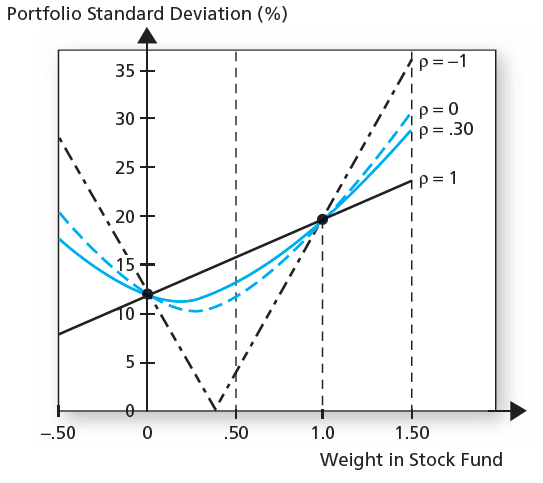 Portfolio Standard Deviation (%)
35
30
25
20
15
10
5
0
ρ = –1
ρ = 0
ρ = .30
ρ = 1
–.50
0
.50
1.0
1.50
Weight in Stock Fund